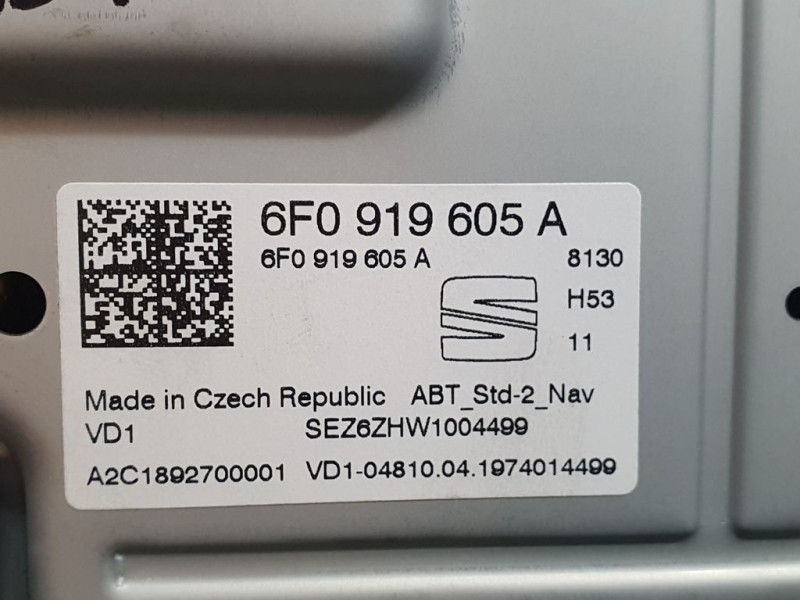 6F0 919 605 A
6F0 919 605 A 8130
H53
11
Made in Czech Republic ABT_Std-2_Nav
VD1 SEZ6ZHW1004499
A2C1892700001 VD1-04810.04.1974014499